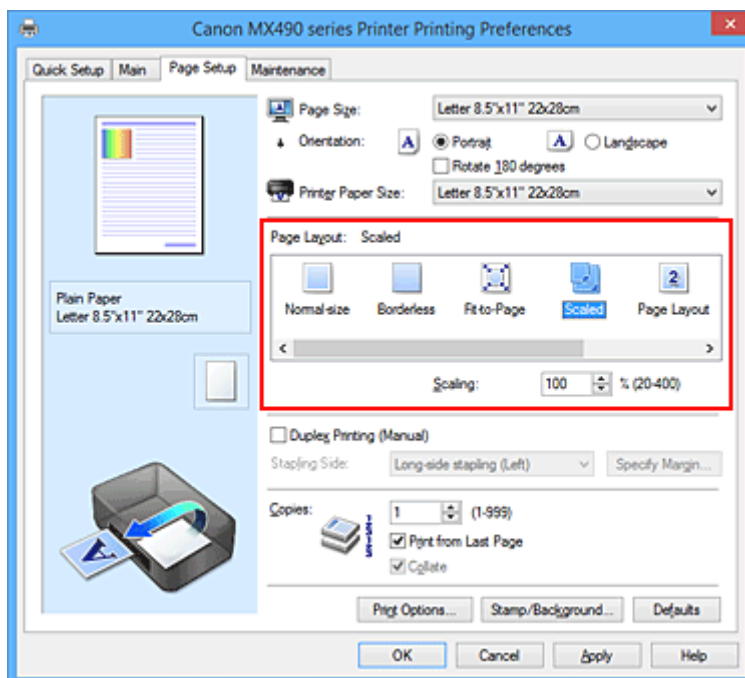 Canon MX490 series Printer Printing Preferences
Quick Setup Main Page Setup Maintenance
Page Size: Letter 8.5"x11" 22x28cm
Orientation: A Portrait A Landscape
Rotate 180 degrees
Printer Paper Size: Letter 8.5"x11" 22x28cm
Page Layout: Scaled
Normal-size Borderless Fit-to-Page Scaled 2 Page Layout
Scaling: 100 % (20-400)
Plain Paper
Letter 8.5"x11" 22x28cm
A
Duplex Printing (Manual)
Stapling Side: Long-side stapling (Left) Specify Margin...
Copies: 1 (1-999)
Print from Last Page
Collate
Print Options... Stamp/Background... Defaults
OK Cancel Apply Help